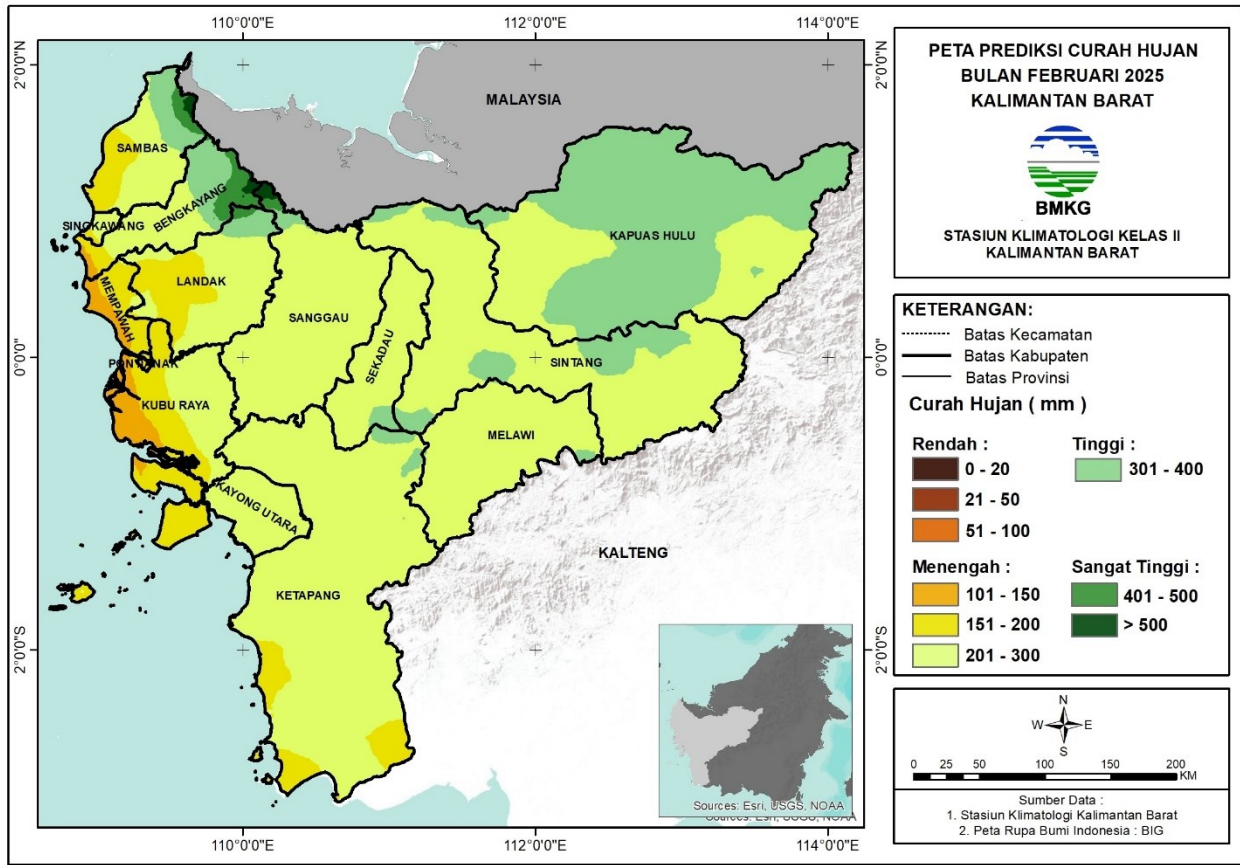 110°0'0"E
112°0'0"E
114°0'0"E
2°0'0"N
2°0'0"N
MALAYSIA
SAMBAS
BENGKAYANG
SINGKAWANG
KAPUAS HULU
LANDAK
MEMPAWAH
SANGGAU
SEKADAU
SINTANG
PONTIANAK
0°0'0"
0°0'0"
KUBU RAYA
MELAWI
KAYONG UTARA
KALTENG
KETAPANG
2°0'0"S
2°0'0"S
Sources: Esri, USGS, NOAA
Sources: Esri, USGS, NOAA
110°0'0"E
112°0'0"E
114°0'0"E
PETA PREDIKSI CURAH HUJAN
BULAN FEBRUARI 2025
KALIMANTAN BARAT
BMKG
STASIUN KLIMATOLOGI KELAS II
KALIMANTAN BARAT
KETERANGAN:
Batas Kecamatan
Batas Kabupaten
Batas Provinsi
Curah Hujan ( mm )
Rendah :
0 - 20
21 - 50
51 - 100
Tinggi :
301 - 400
Menengah :
101 - 150
151 - 200
201 - 300
Sangat Tinggi :
401 - 500
> 500
N
W E
S
0 25 50 100 150 200
KM
Sumber Data :
1. Stasiun Klimatologi Kalimantan Barat
2. Peta Rupa Bumi Indonesia : BIG